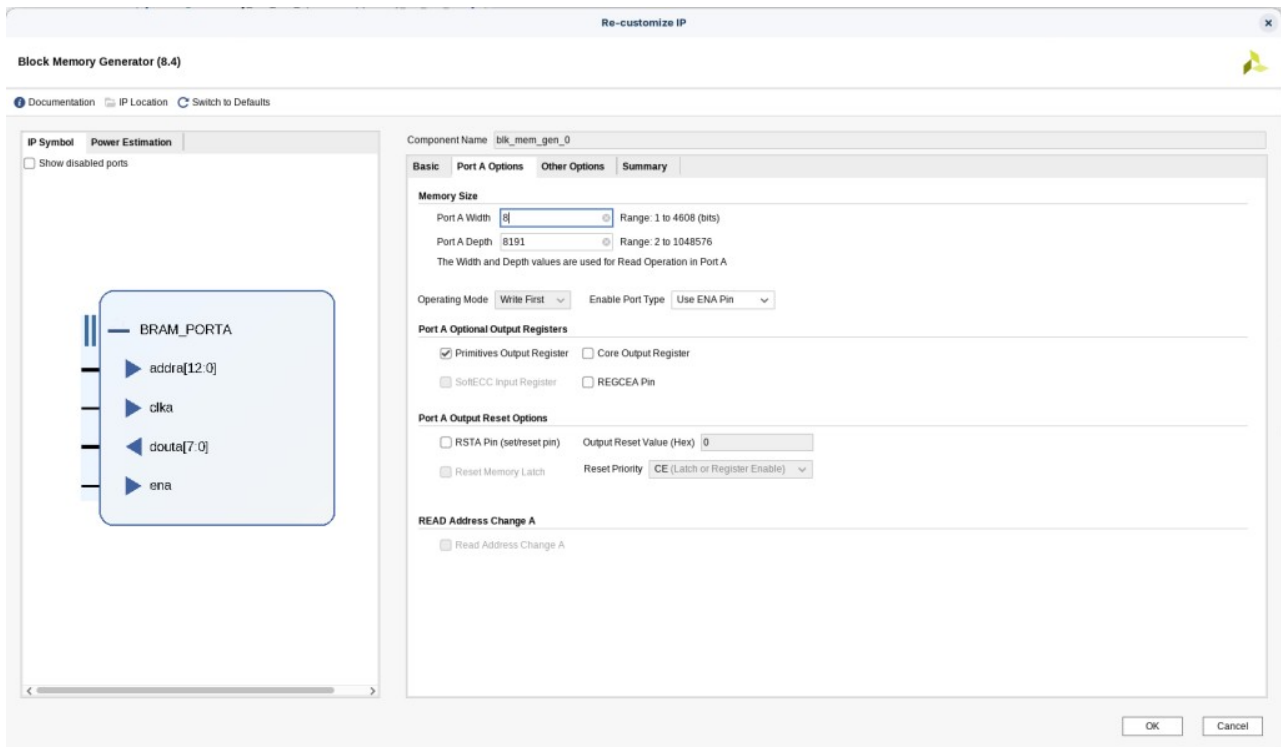 Re-customize IP
Block Memory Generator (8.4)
Documentation IP Location Switch to Defaults
IP Symbol Power Estimation
Show disabled ports
BRAM_PORTA
addra[12:0]
clka
douta[7:0]
ena
Component Name blk_mem_gen_0
Basic Port A Options Other Options Summary
Memory Size
Port A Width 8 Range: 1 to 4608 (bits)
Port A Depth 8191 Range: 2 to 1048576
The Width and Depth values are used for Read Operation in Port A
Operating Mode Write First Enable Port Type Use ENA Pin
Port A Optional Output Registers
Primitives Output Register Core Output Register
SoftECC Input Register REGCEA Pin
Port A Output Reset Options
RSTA Pin (set/reset pin) Output Reset Value (Hex) 0
Reset Memory Latch Reset Priority CE (Latch or Register Enable)
READ Address Change A
Read Address Change A
OK Cancel